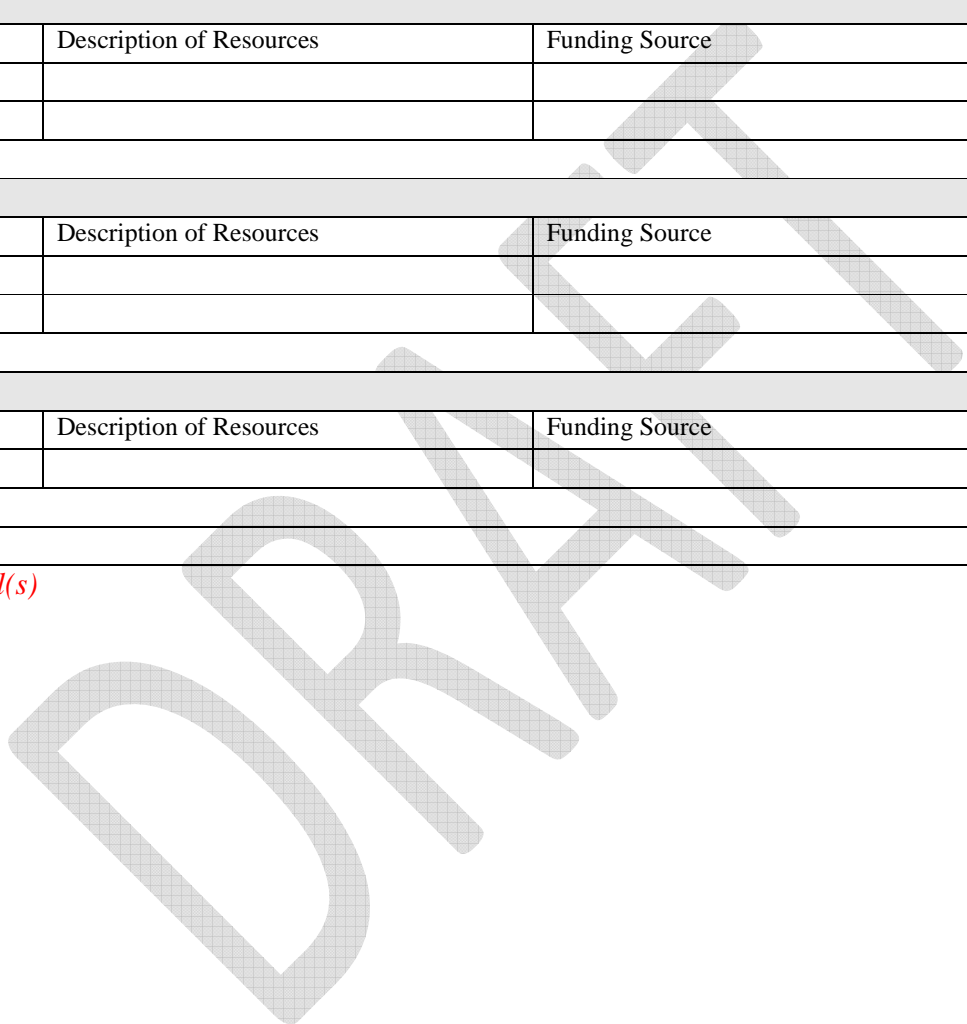 Description of Resources Funding Source
Description of Resources Funding Source
Description of Resources Funding Source
l(s)
DRAFT